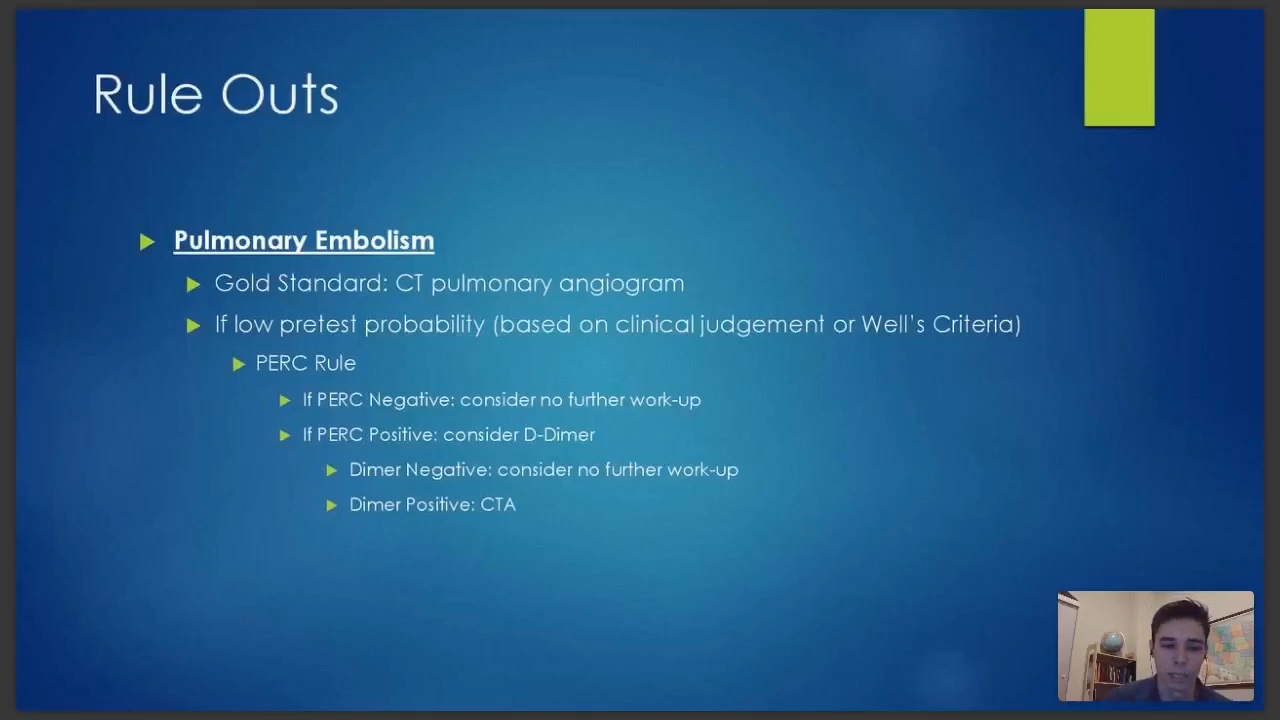 Rule Outs
Pulmonary Embolism
Gold Standard: CT pulmonary angiogram
If low pretest probability (based on clinical judgement or Well's Criteria)
PERC Rule
If PERC Negative: consider no further work-up
If PERC Positive: consider D-Dimer
Dimer Negative: consider no further work-up
Dimer Positive: CTA